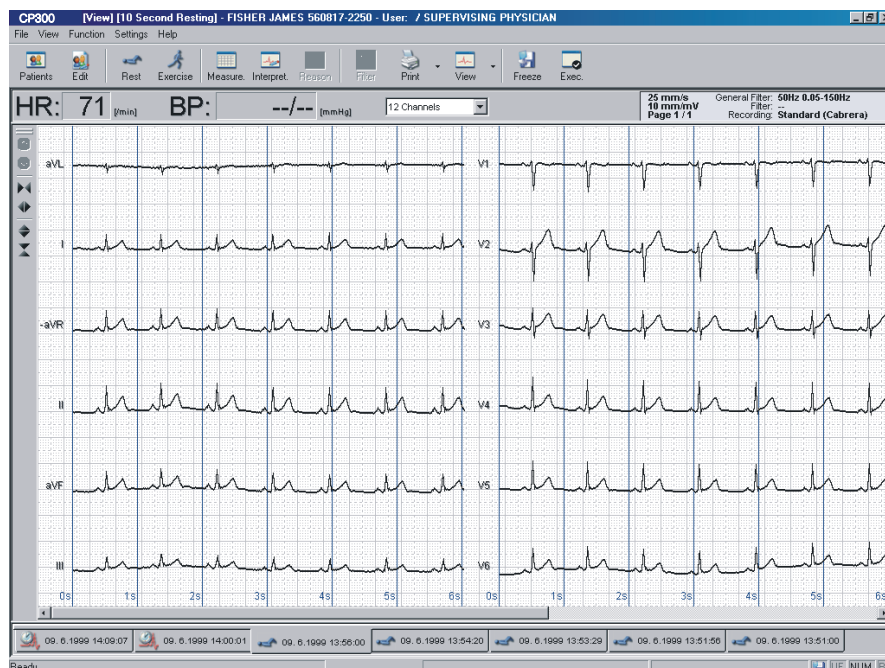 CP300 [View] [10 Second Resting] - FISHER JAMES 560817-2250 - User: / SUPERVISING PHYSICIAN
File View Function Settings Help
Patients Edit Rest Exercise Measure. Interpret. Reason Filter Print View Freeze Exec.
HR: 71 [/min] BP: --/-- [mmHg] 12 Channels
25 mm/s General Filter: 50Hz 0.05-150Hz
10 mm/mV Filter: --
Page 1 / 1 Recording: Standard (Cabrera)
aVL V1
I V2
-aVR V3
II V4
aVF V5
III V6
0s 1s 2s 3s 4s 5s 6s 0s 1s 2s 3s 4s 5s 6s
09. 6.1999 14:09:07 09. 6.1999 14:00:01 09. 6.1999 13:56:00 09. 6.1999 13:54:20 09. 6.1999 13:53:29 09. 6.1999 13:51:56 09. 6.1999 13:51:00
Ready NUM